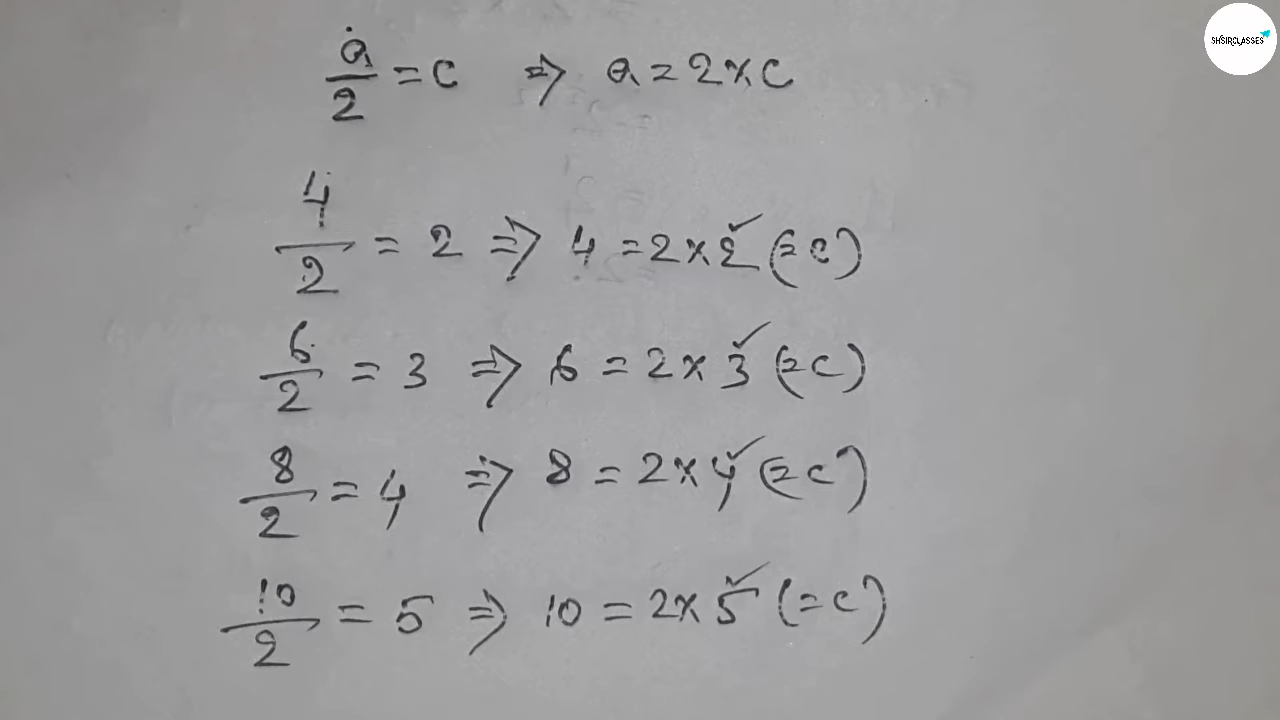 SHSIRCLASSES
a/2 = c ⇒ a = 2 × c
4/2 = 2 ⇒ 4 = 2 × 2 ✓ (= c)
6/2 = 3 ⇒ 6 = 2 × 3 ✓ (= c)
8/2 = 4 ⇒ 8 = 2 × 4 ✓ (= c)
10/2 = 5 ⇒ 10 = 2 × 5 ✓ (= c)